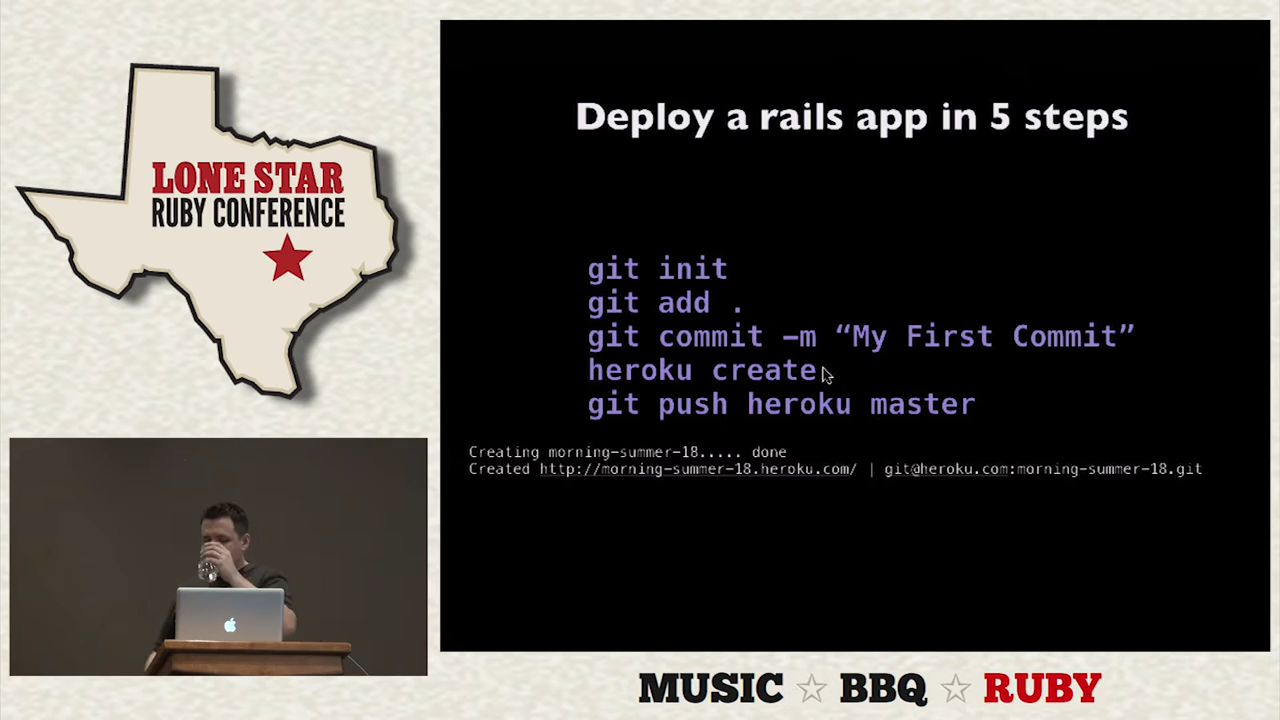 LONE STAR
RUBY CONFERENCE
Deploy a rails app in 5 steps
git init
git add .
git commit –m “My First Commit”
heroku create
git push heroku master
Creating morning-summer-18..... done
Created http://morning-summer-18.heroku.com/ | git@heroku.com:morning-summer-18.git
MUSIC ☆ BBQ ☆ RUBY